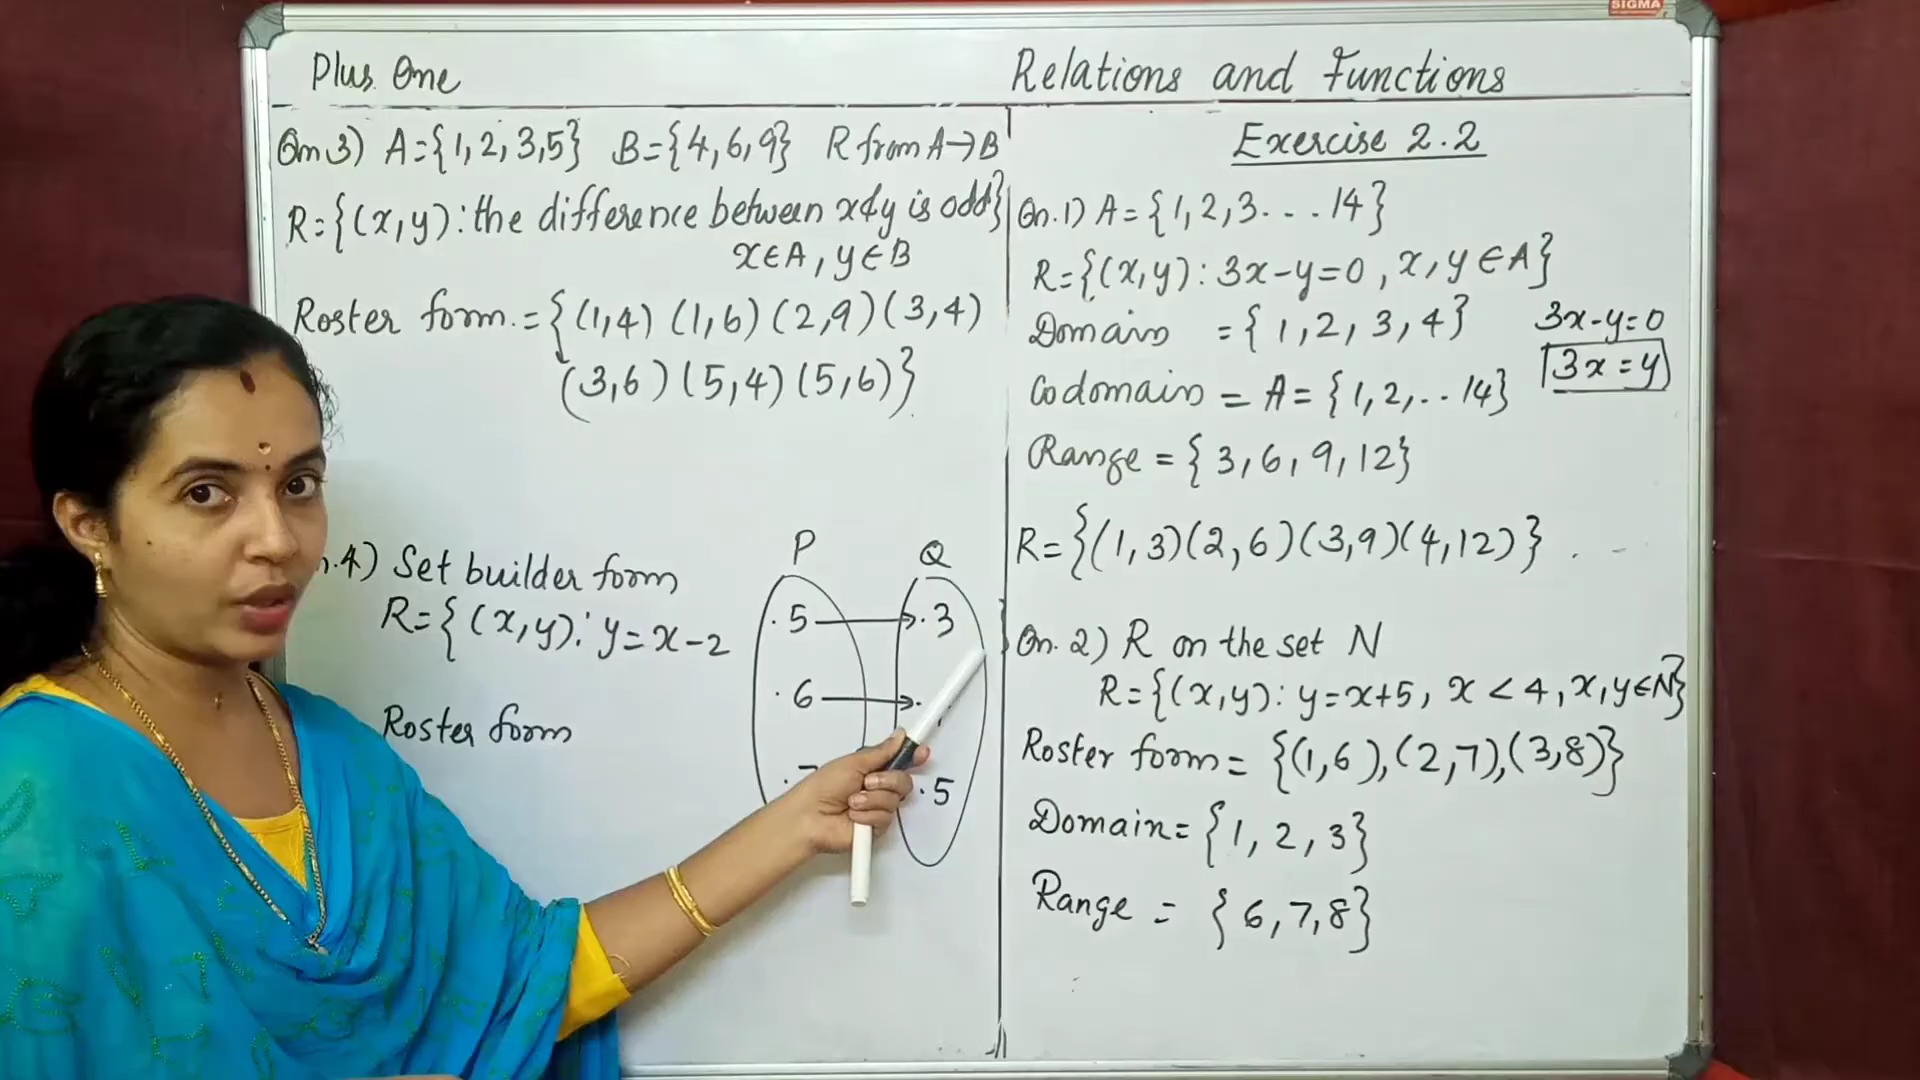 SIGMA
Plus One
Relations and Functions
Qn 3) A={1,2,3,5} B={4,6,9} R from A→B
R={(x,y): the difference between x & y is odd}
x∈A, y∈B
Roster form = {(1,4) (1,6) (2,9) (3,4)
(3,6) (5,4) (5,6)}
.4) Set builder form
R={(x,y): y=x-2
Roster form
P Q
.5 → .3
.6 → .
.7
.5
Exercise 2.2
Qn.1) A={1,2,3...14}
R={(x,y): 3x-y=0, x,y∈A}
Domain = {1,2,3,4}
3x-y=0
3x=y
Codomain = A={1,2,..14}
Range = {3,6,9,12}
R={(1,3)(2,6)(3,9)(4,12)}
Qn. 2) R on the set N
R={(x,y): y=x+5, x<4, x,y∈N}
Roster form = {(1,6),(2,7),(3,8)}
Domain = {1,2,3}
Range = {6,7,8}